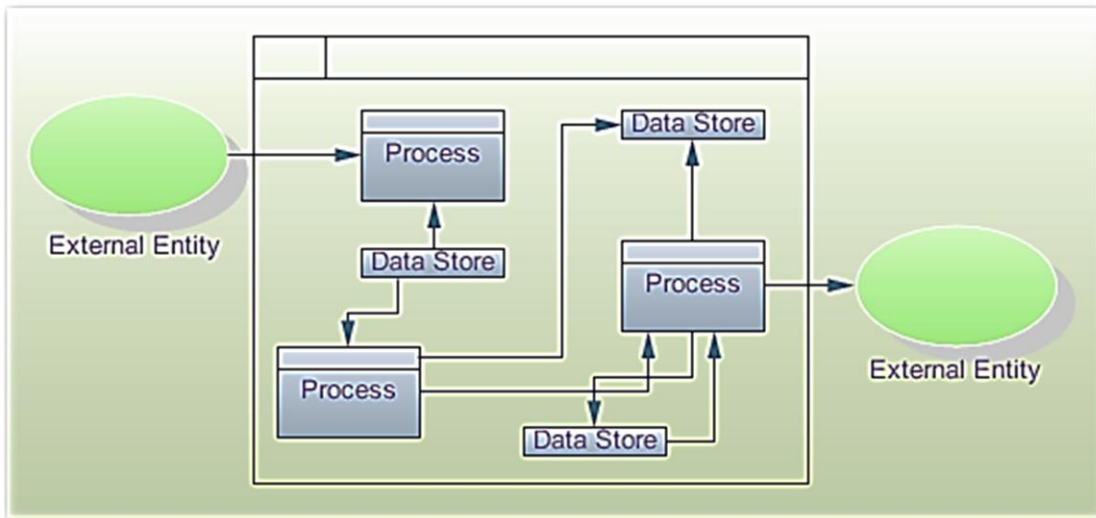 Data Store
Process
External Entity
Data Store
Process
Process
External Entity
Data Store